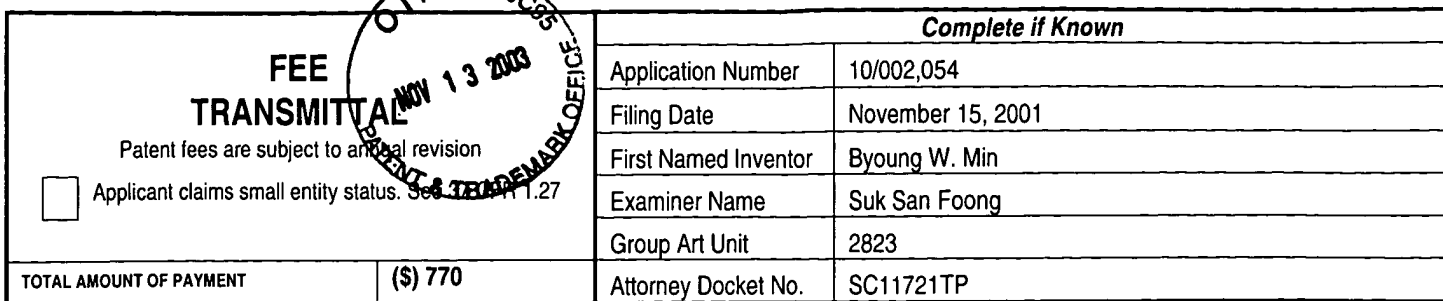 Complete if Known
FEE
TRANSMITTAL
Patent fees are subject to annual revision
Applicant claims small entity status. See 37 CFR 1.27
TOTAL AMOUNT OF PAYMENT ($) 770
Application Number 10/002,054
Filing Date November 15, 2001
First Named Inventor Byoung W. Min
Examiner Name Suk San Foong
Group Art Unit 2823
Attorney Docket No. SC11721TP
NOV 13 2003
PATENT & TRADEMARK OFFICE